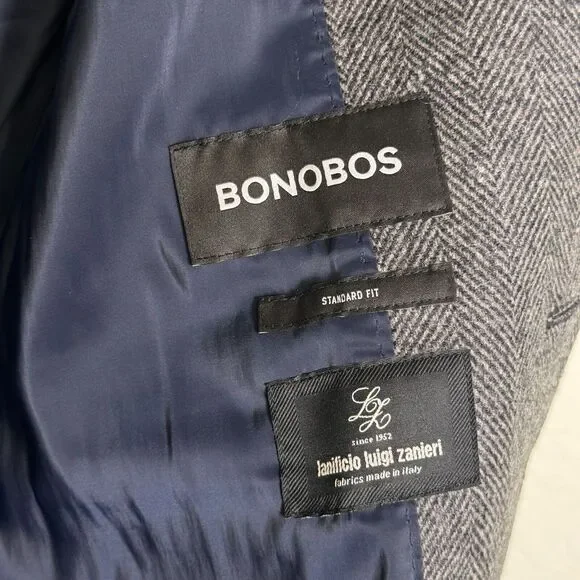 BONOBOS
STANDARD FIT
LZ
since 1952
lanificio luigi zanieri
fabrics made in italy